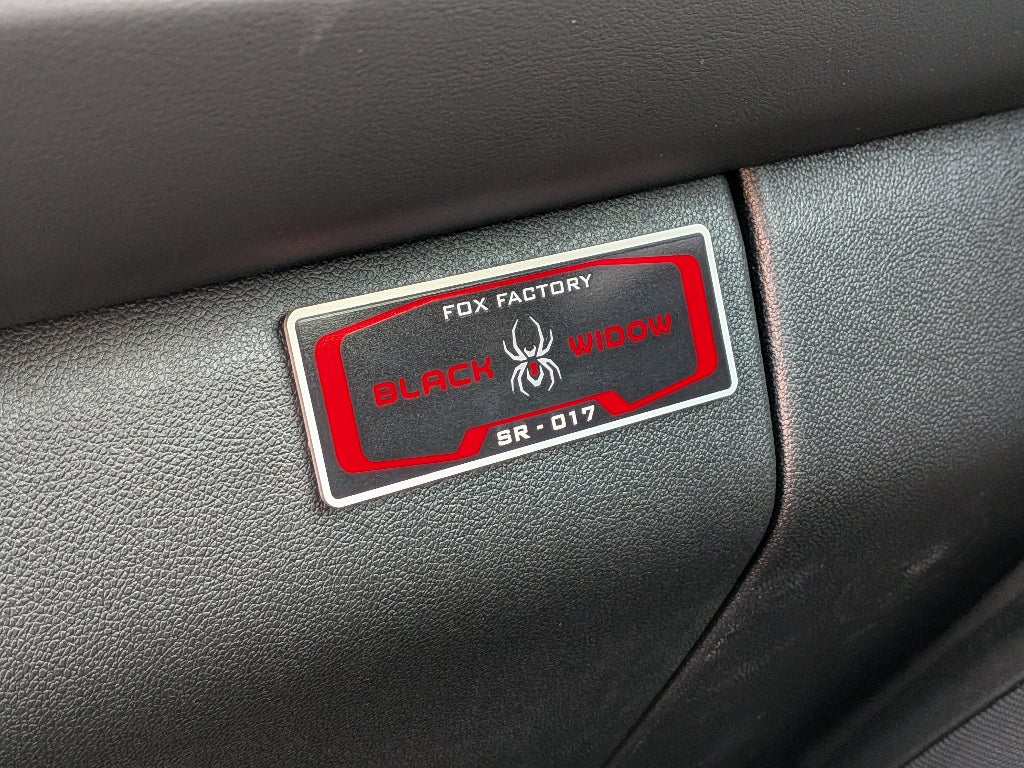 FOX FACTORY
BLACK WIDOW
SR - 017